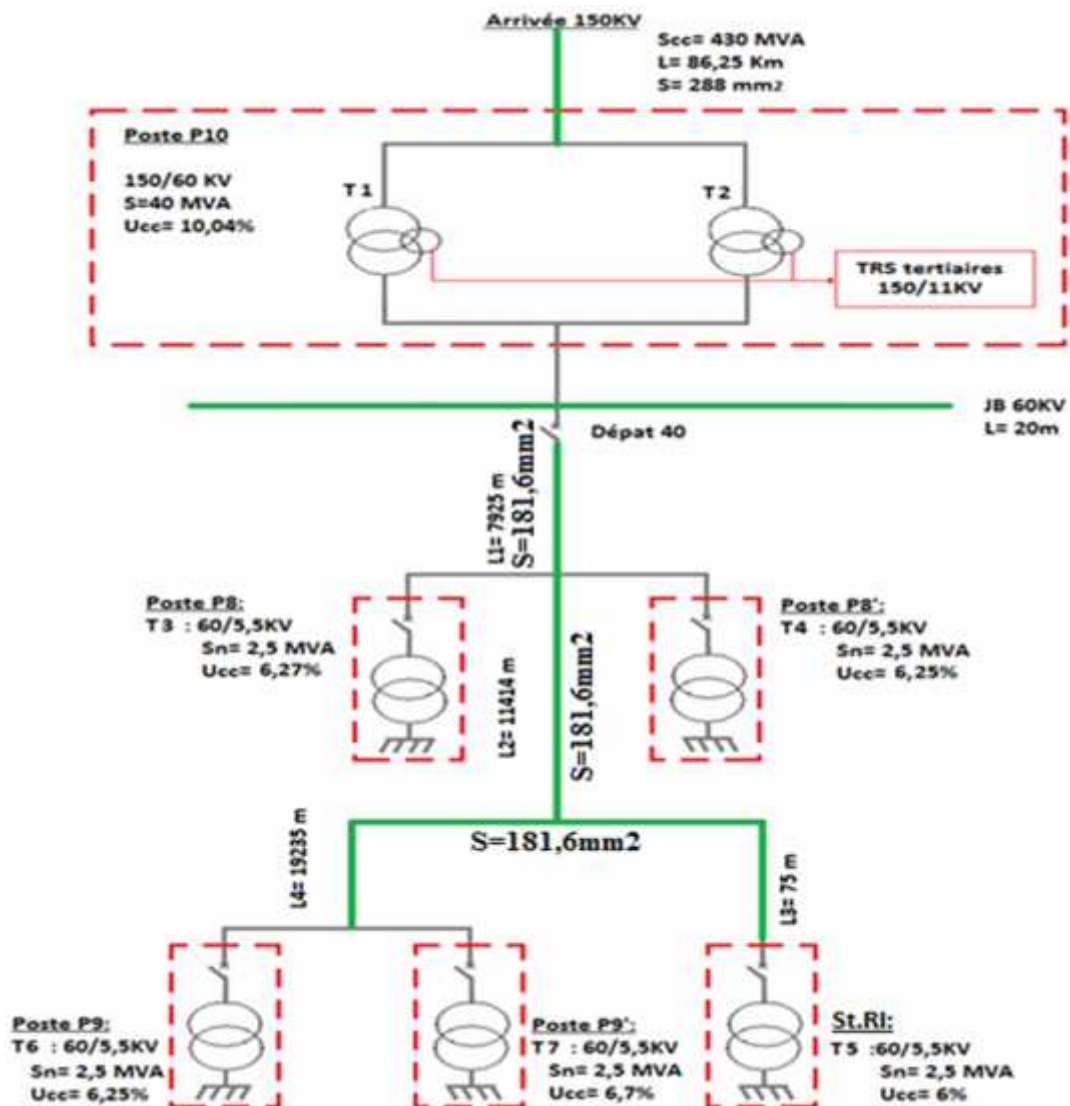 Arrivée 150KV
Scc= 430 MVA
L= 86,25 Km
S= 288 mm2
Poste P10
150/60 KV
S=40 MVA
Ucc= 10,04%
T1
T2
TRS tertiaires
150/11KV
JB 60KV
L= 20m
Dépat 40
L1= 7925 m
S=181,6mm2
Poste P8:
T3 : 60/5,5KV
Sn= 2,5 MVA
Ucc= 6,27%
Poste P8':
T4 : 60/5,5KV
Sn= 2,5 MVA
Ucc= 6,25%
L2= 11414 m
S=181,6mm2
S=181,6mm2
L4= 19235 m
L3= 75 m
Poste P9:
T6 : 60/5,5KV
Sn= 2,5 MVA
Ucc= 6,25%
Poste P9':
T7 : 60/5,5KV
Sn= 2,5 MVA
Ucc= 6,7%
St.RI:
T5 :60/5,5KV
Sn= 2,5 MVA
Ucc= 6%